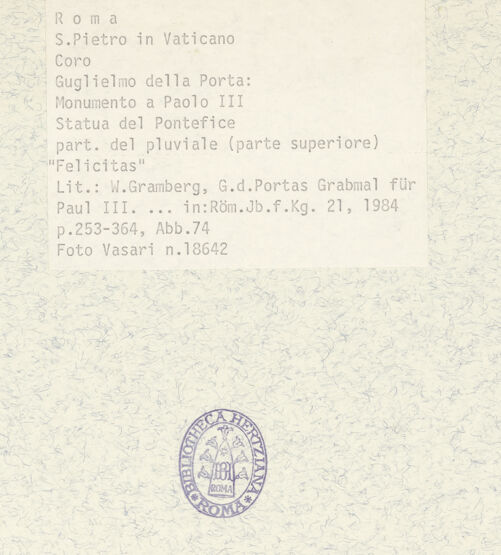 R o m a
S.Pietro in Vaticano
Coro
Guglielmo della Porta:
Monumento a Paolo III
Statua del Pontefice
part. del pluviale (parte superiore)
"Felicitas"
Lit.: W.Gramberg, G.d.Portas Grabmal für
Paul III. ... in:Röm.Jb.f.Kg. 21, 1984
p.253-364, Abb.74
Foto Vasari n.18642
BIBLIOTHECA HERTZIANA
ROMA
ROMA